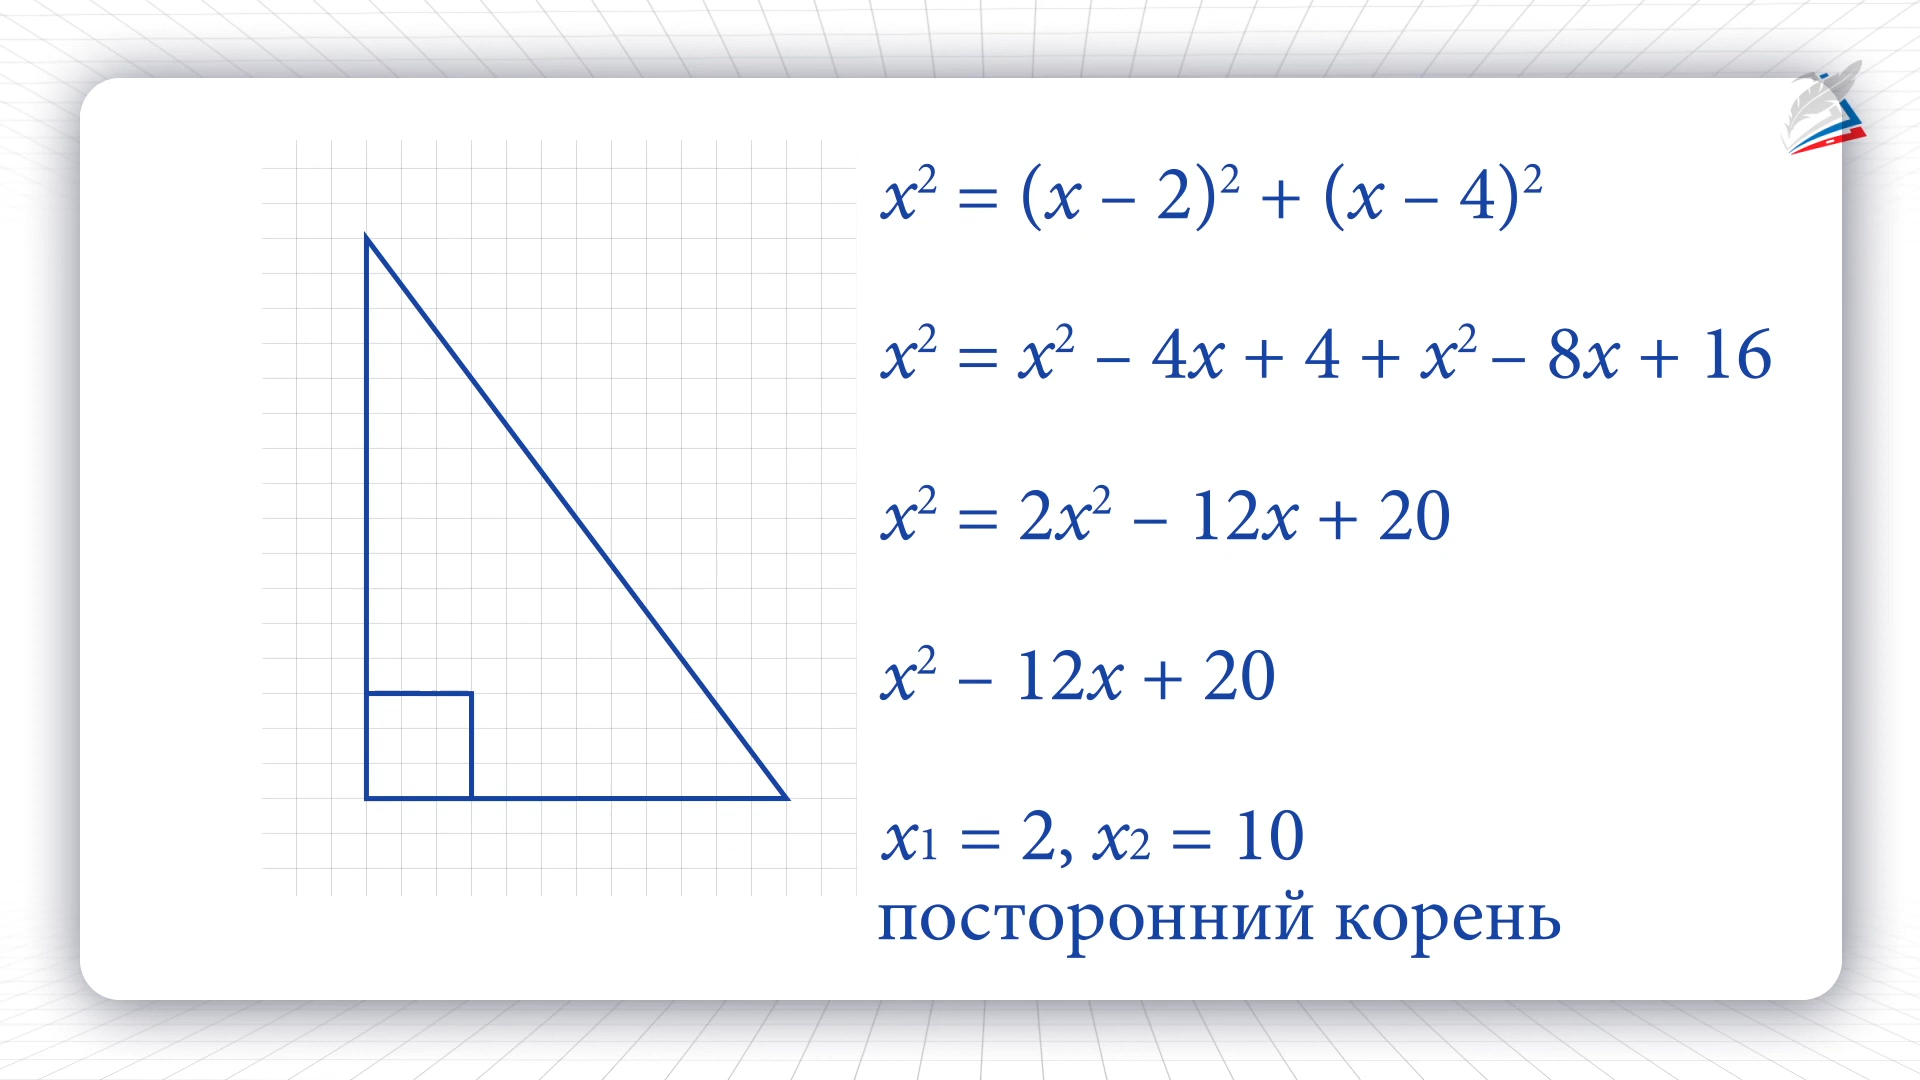 x² = (x – 2)² + (x – 4)²
x² = x² – 4x + 4 + x² – 8x + 16
x² = 2x² – 12x + 20
x² – 12x + 20
x₁ = 2, x₂ = 10
посторонний корень